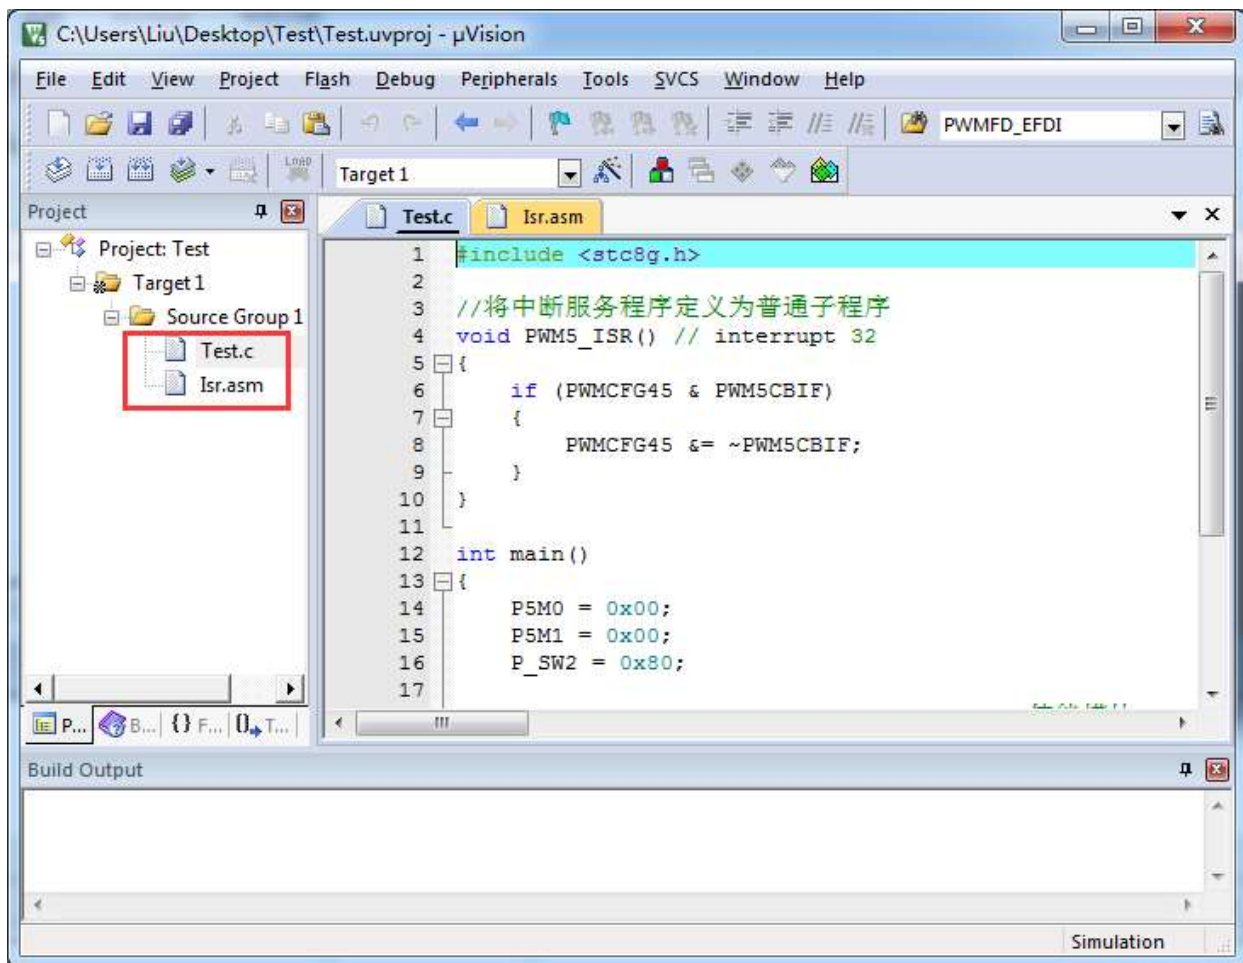 C:\Users\Liu\Desktop\Test\Test.uvproj - µVision
File Edit View Project Flash Debug Peripherals Tools SVCS Window Help
PWMFD_EFDI
LOAD Target 1
Project
Test.c Isr.asm
Project: Test
Target 1
Source Group 1
Test.c
Isr.asm
1 #include <stc8g.h>
2
3 //将中断服务程序定义为普通子程序
4 void PWM5_ISR() // interrupt 32
5 {
6 if (PWMCFG45 & PWM5CBIF)
7 {
8 PWMCFG45 &= ~PWM5CBIF;
9 }
10 }
11
12 int main()
13 {
14 P5M0 = 0x00;
15 P5M1 = 0x00;
16 P_SW2 = 0x80;
17
P... B... {} F... 0 T...
Build Output
Simulation